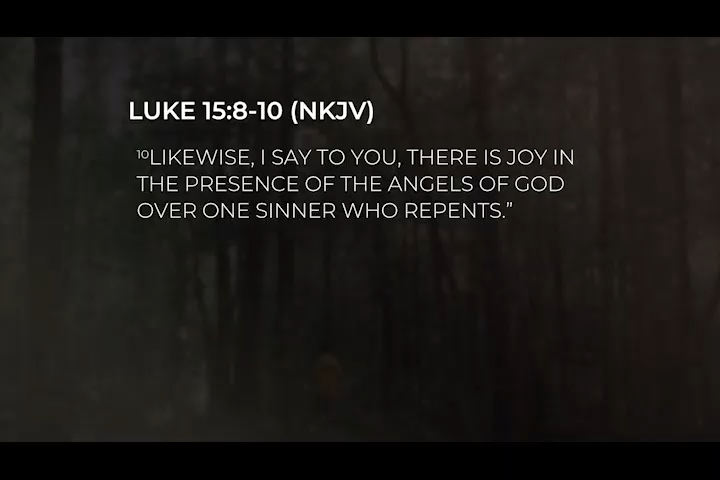 LUKE 15:8-10 (NKJV)
¹⁰LIKEWISE, I SAY TO YOU, THERE IS JOY IN
THE PRESENCE OF THE ANGELS OF GOD
OVER ONE SINNER WHO REPENTS.”